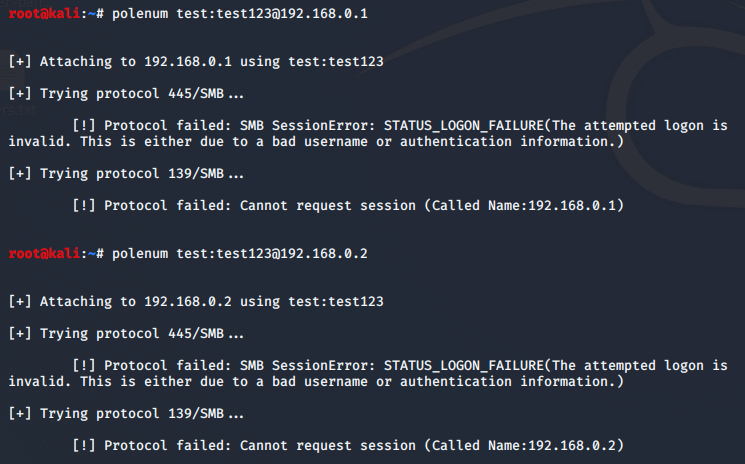 root@kali:~# polenum test:test123@192.168.0.1
[+] Attaching to 192.168.0.1 using test:test123
[+] Trying protocol 445/SMB...
[!] Protocol failed: SMB SessionError: STATUS_LOGON_FAILURE(The attempted logon is
invalid. This is either due to a bad username or authentication information.)
[+] Trying protocol 139/SMB...
[!] Protocol failed: Cannot request session (Called Name:192.168.0.1)
root@kali:~# polenum test:test123@192.168.0.2
[+] Attaching to 192.168.0.2 using test:test123
[+] Trying protocol 445/SMB...
[!] Protocol failed: SMB SessionError: STATUS_LOGON_FAILURE(The attempted logon is
invalid. This is either due to a bad username or authentication information.)
[+] Trying protocol 139/SMB...
[!] Protocol failed: Cannot request session (Called Name:192.168.0.2)